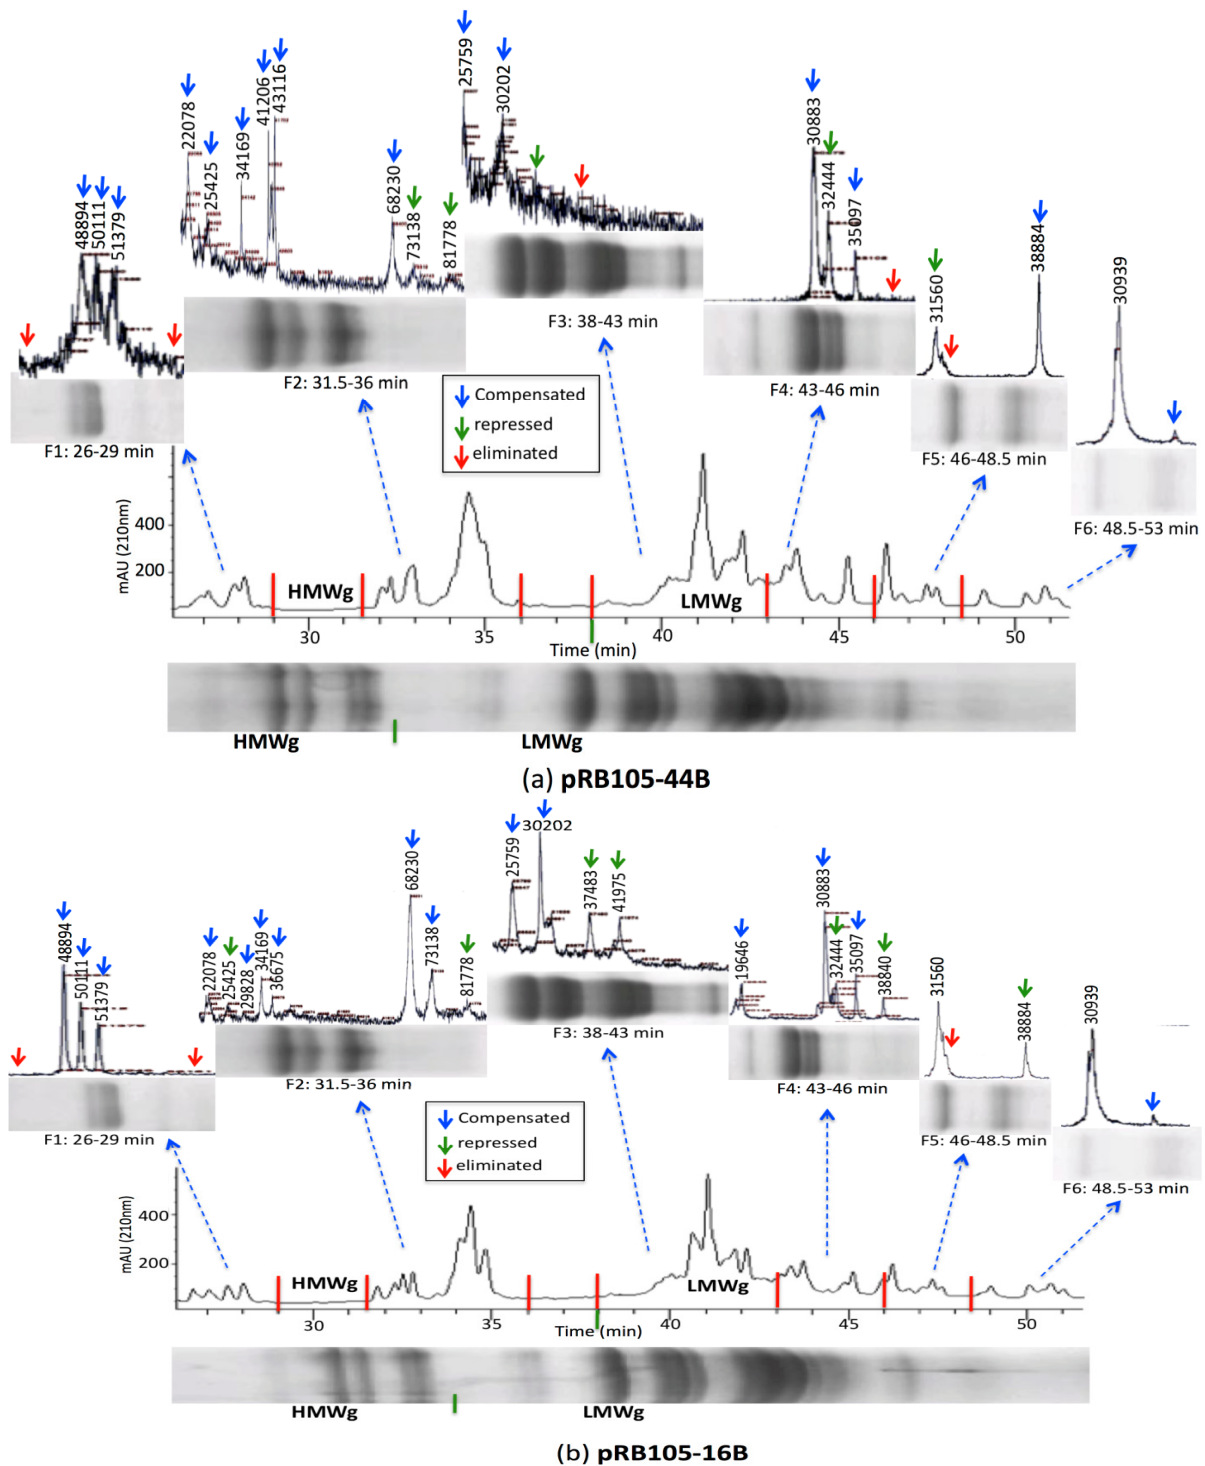 25759
30202
43116
41206
22078
25425
34169
68230
73138
81778
30883
32444
35097
48894
50111
51379
31560
38884
30939
F3: 38-43 min
F2: 31.5-36 min
F4: 43-46 min
Compensated
repressed
eliminated
F1: 26-29 min
F5: 46-48.5 min
F6: 48.5-53 min
mAU (210nm)
400
200
HMWg
LMWg
30
35
40
45
50
Time (min)
HMWg
LMWg
(a) pRB105-44B
30202
25759
37483
41975
68230
73138
81778
48894
50111
51379
22078
25425
29828
34169
36675
19646
30883
32444
35097
38840
31560
38884
30939
F3: 38-43 min
F2: 31.5-36 min
F4: 43-46 min
Compensated
repressed
eliminated
F1: 26-29 min
F5: 46-48.5 min
F6: 48.5-53 min
mAU (210nm)
400
200
HMWg
LMWg
30
35
40
45
50
Time (min)
HMWg
LMWg
(b) pRB105-16B